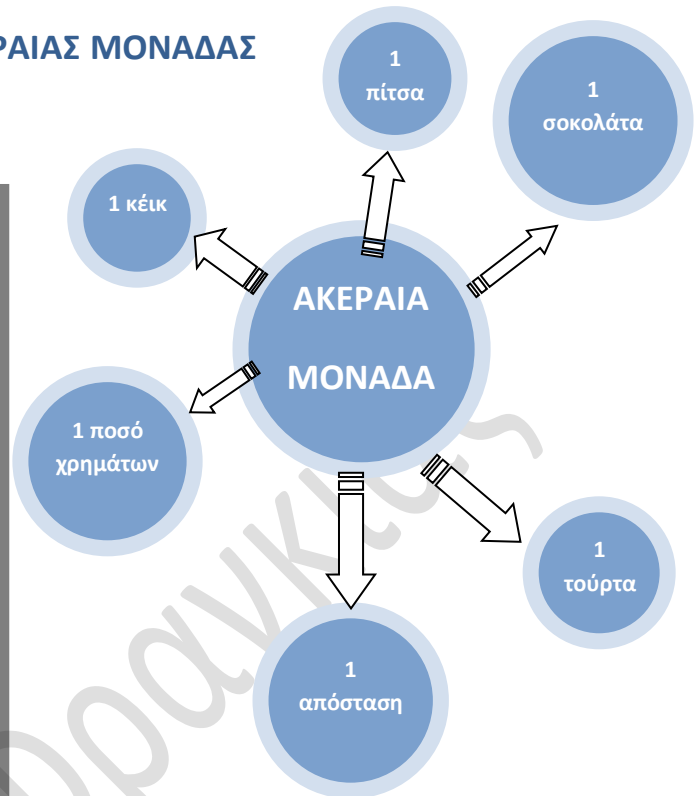 ΡΑΙΑΣ ΜΟΝΑΔΑΣ
1
πίτσα
1
σοκολάτα
1 κέικ
ΑΚΕΡΑΙΑ
ΜΟΝΑΔΑ
1 ποσό
χρημάτων
1
τούρτα
1
απόσταση